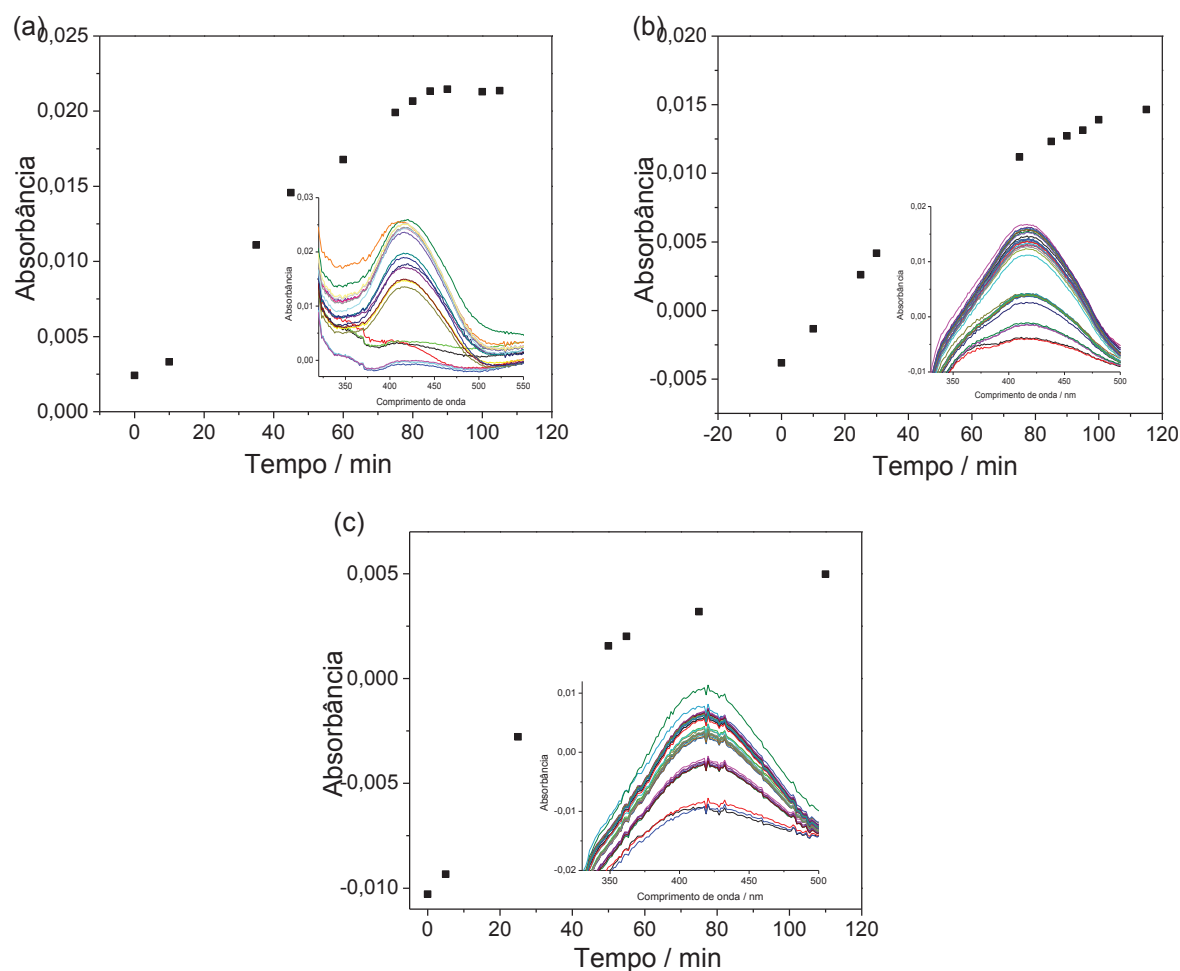 (a)
0,025
0,020
0,015
0,010
0,005
0,000
Absorbância
0 20 40 60 80 100 120
Tempo / min
0,03
0,02
0,01
0,00
Absorbância
350 400 450 500 550
Comprimento de onda
(b)
0,020
0,015
0,010
0,005
0,000
-0,005
Absorbância
-20 0 20 40 60 80 100 120
Tempo / min
0,02
0,01
0,00
-0,01
Absorbância
350 400 450 500
Comprimento de onda / nm
(c)
0,005
0,000
-0,005
-0,010
Absorbância
0 20 40 60 80 100 120
Tempo / min
0,01
0,00
-0,01
-0,02
Absorbância
350 400 450 500
Comprimento de onda / nm